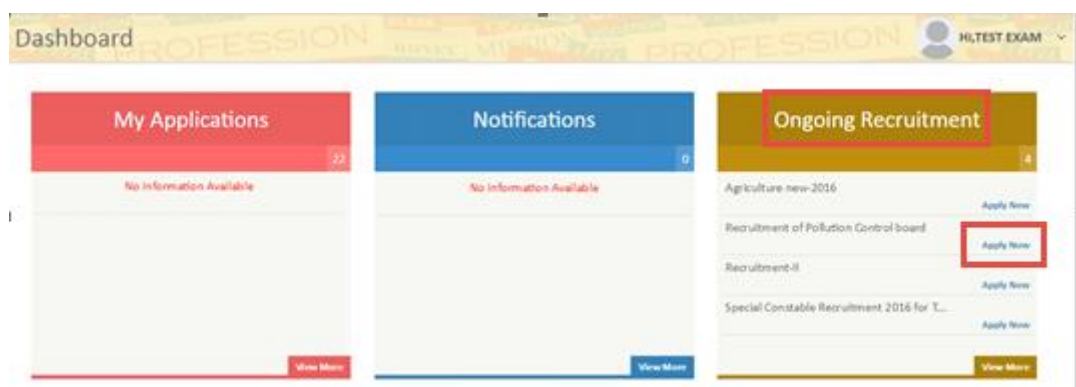 Dashboard
HI,TEST EXAM
My Applications
22
No Information Available
View More
Notifications
0
No Information Available
View More
Ongoing Recruitment
4
Agriculture new-2016
Apply Now
Recruitment of Pollution Control board
Apply Now
Recruitment-II
Apply Now
Special Constable Recruitment 2016 for T...
Apply Now
View More